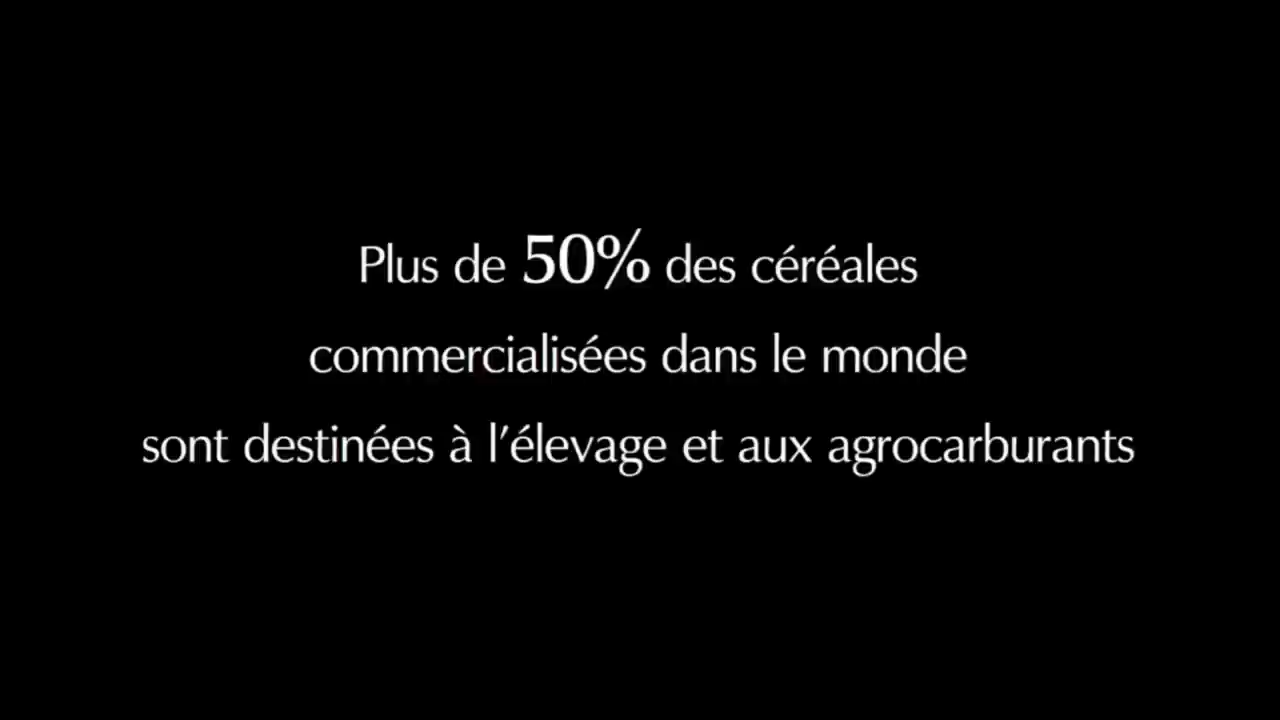 Plus de 50% des céréales
commercialisées dans le monde
sont destinées à l'élevage et aux agrocarburants